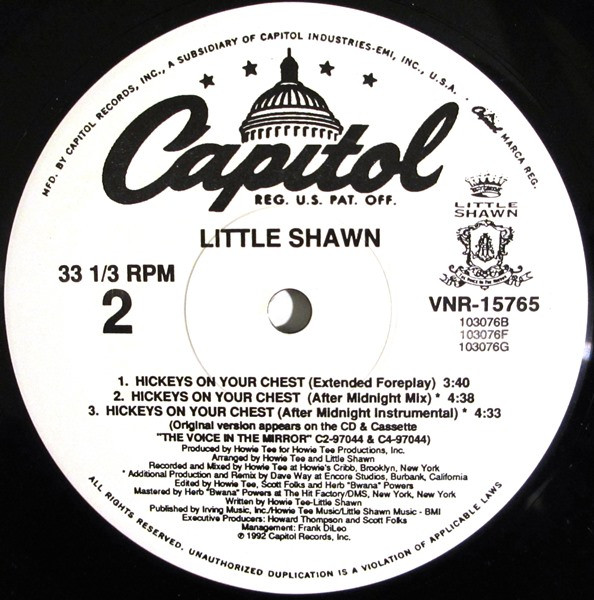 MFD. BY CAPITOL RECORDS, INC., A SUBSIDIARY OF CAPITOL INDUSTRIES-EMI, INC., U.S.A. · Capitol MARCA REG.
Capitol
REG. U.S. PAT. OFF.
LITTLE
SHAWN
LITTLE SHAWN
33 1/3 RPM
2
VNR-15765
103076B
103076F
103076G
1. HICKEYS ON YOUR CHEST (Extended Foreplay) 3:40
2. HICKEYS ON YOUR CHEST (After Midnight Mix) * 4:38
3. HICKEYS ON YOUR CHEST (After Midnight Instrumental) * 4:33
(Original version appears on the CD & Cassette
"THE VOICE IN THE MIRROR" C2-97044 & C4-97044)
Produced by Howie Tee for Howie Tee Productions, Inc.
Arranged by Howie Tee and Little Shawn
Recorded and Mixed by Howie Tee at Howie's Cribb, Brooklyn, New York
* Additional Production and Remix by Dave Way at Encore Studios, Burbank, California
Edited by Howie Tee, Scott Folks and Herb "Bwana" Powers
Mastered by Herb "Bwana" Powers at The Hit Factory/DMS, New York, New York
Written by Howie Tee-Little Shawn
Published by Irving Music, Inc./Howie Tee Music/Little Shawn Music - BMI
Executive Producers: Howard Thompson and Scott Folks
Management: Frank DiLeo
℗ 1992 Capitol Records, Inc.
ALL RIGHTS RESERVED. UNAUTHORIZED DUPLICATION IS A VIOLATION OF APPLICABLE LAWS